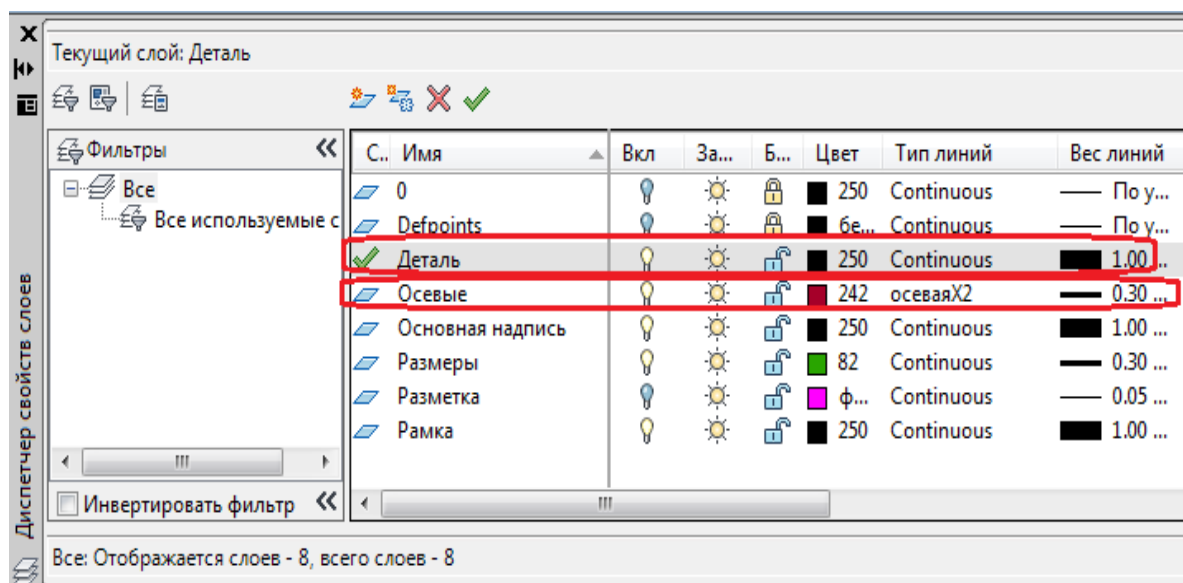 Текущий слой: Деталь
Фильтры
Все
Все используемые с
Инвертировать фильтр
С.. Имя Вкл За... Б... Цвет Тип линий Вес линий
0 250 Continuous По у...
Defpoints бе... Continuous По у...
Деталь 250 Continuous 1.00 ...
Осевые 242 осеваяX2 0.30 ...
Основная надпись 250 Continuous 1.00 ...
Размеры 82 Continuous 0.30 ...
Разметка ф... Continuous 0.05 ...
Рамка 250 Continuous 1.00 ...
Все: Отображается слоев - 8, всего слоев - 8
Диспетчер свойств слоев